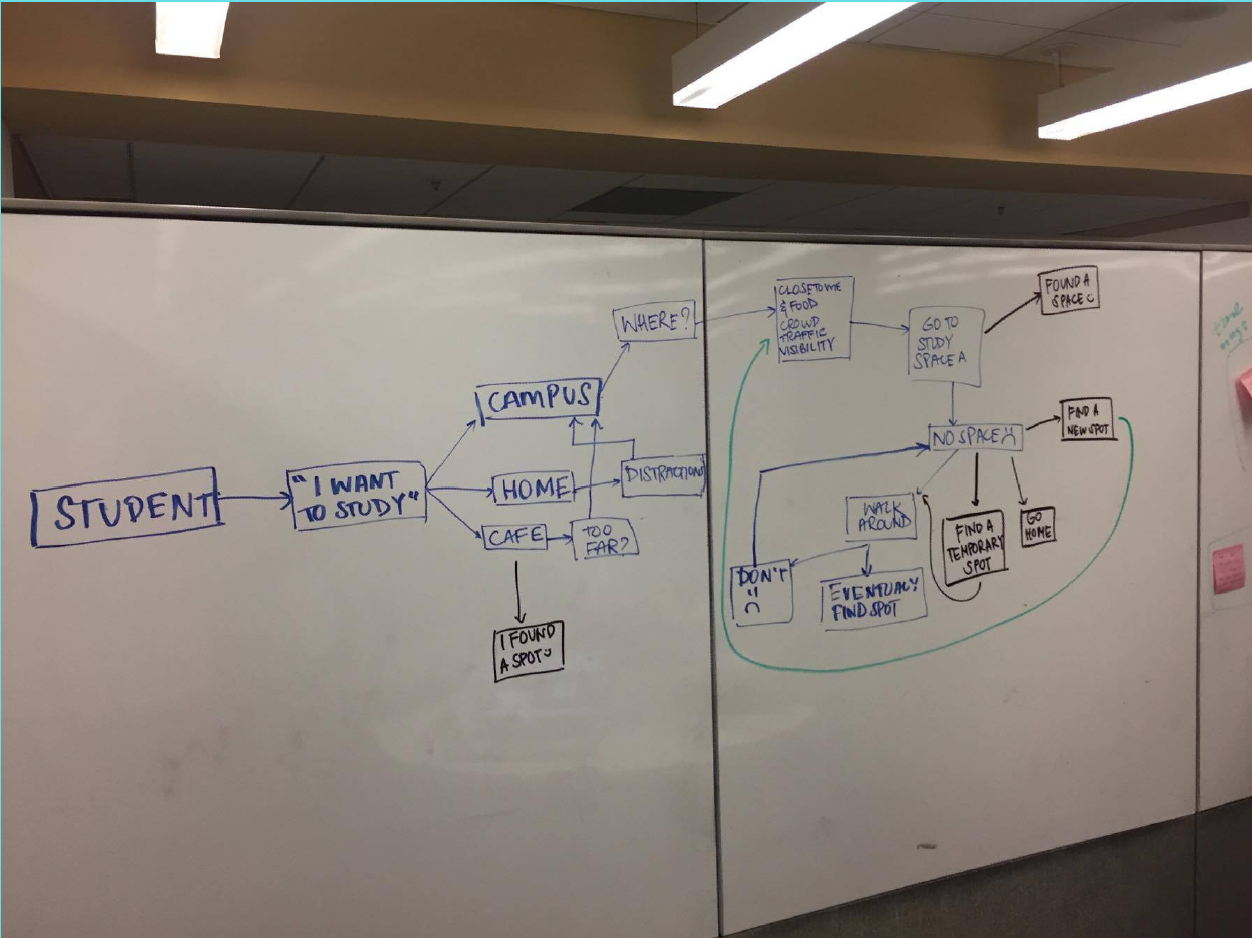 STUDENT
"I WANT
TO STUDY"
CAMPUS
HOME
CAFE
TOO
FAR?
DISTRACTIONS
I FOUND
A SPOT
WHERE?
CLOSE TO ME
& FOOD
CROWD
TRAFFIC
VISIBILITY
GO TO
STUDY
SPACE A
FOUND A
SPACE
NO SPACE
FIND A
NEW SPOT
WALK
AROUND
FIND A
TEMPORARY
SPOT
GO
HOME
DON'T
EVENTUALY
FIND SPOT
time